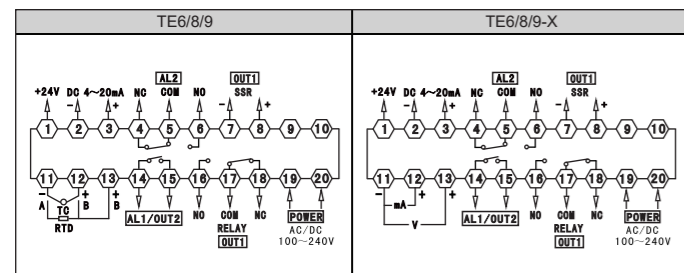 TE6/8/9
TE6/8/9-X
AL2
OUT1
+24V DC 4~20mA NC COM NO SSR
- + - +
1 2 3 4 5 6 7 8 9 10
11 12 13 14 15 16 17 18 19 20
- + +
A TC B B
RTD
AL1/OUT2
NO COM NC
RELAY
OUT1
POWER
AC/DC
100~240V
AL2
OUT1
+24V DC 4~20mA NC COM NO SSR
- + - +
1 2 3 4 5 6 7 8 9 10
11 12 13 14 15 16 17 18 19 20
- + +
mA
V
AL1/OUT2
NO COM NC
RELAY
OUT1
POWER
AC/DC
100~240V